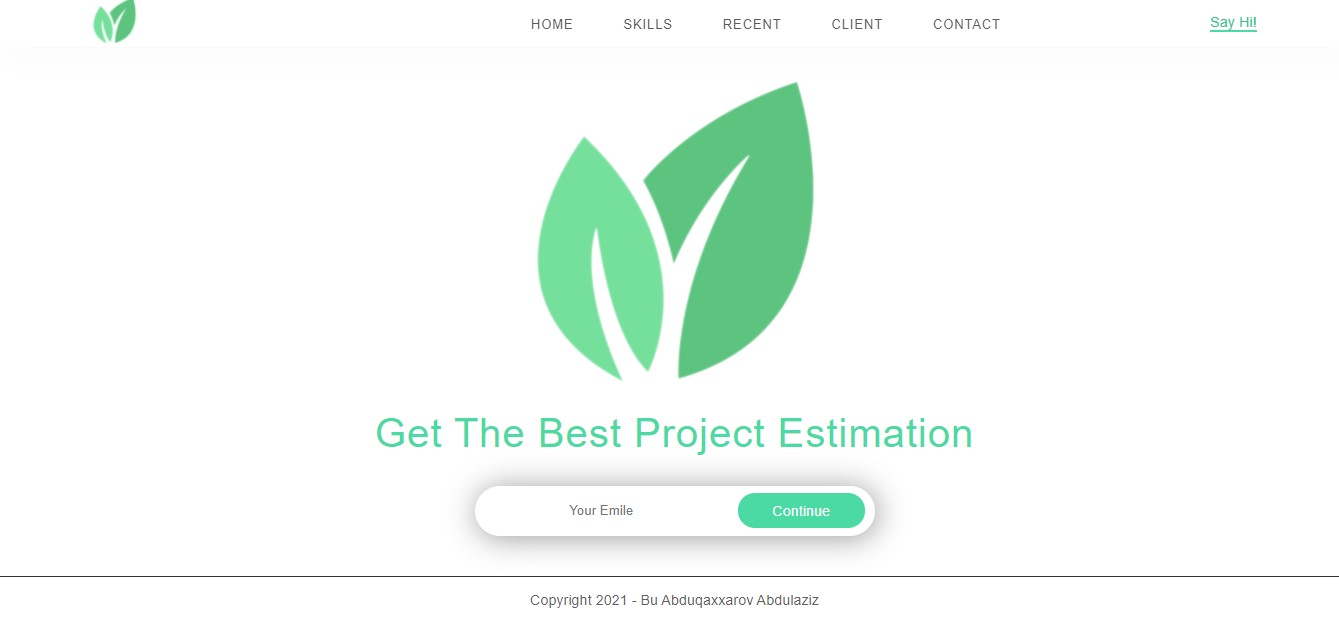 HOME SKILLS RECENT CLIENT CONTACT Say Hi!
Get The Best Project Estimation
Your Emile Continue
Copyright 2021 - Bu Abduqaxxarov Abdulaziz